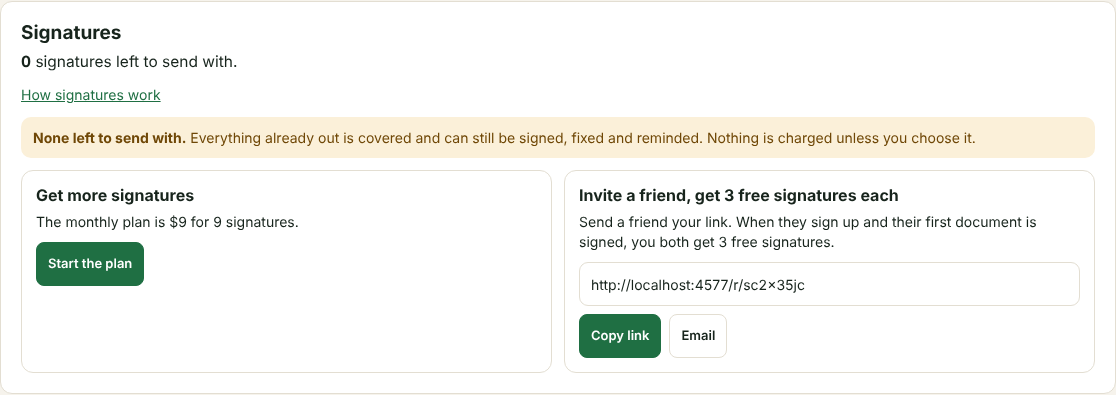 Signatures
0 signatures left to send with.
How signatures work
None left to send with. Everything already out is covered and can still be signed, fixed and reminded. Nothing is charged unless you choose it.
Get more signatures
The monthly plan is $9 for 9 signatures.
Start the plan
Invite a friend, get 3 free signatures each
Send a friend your link. When they sign up and their first document is
signed, you both get 3 free signatures.
http://localhost:4577/r/sc2×35jc
Copy link
Email